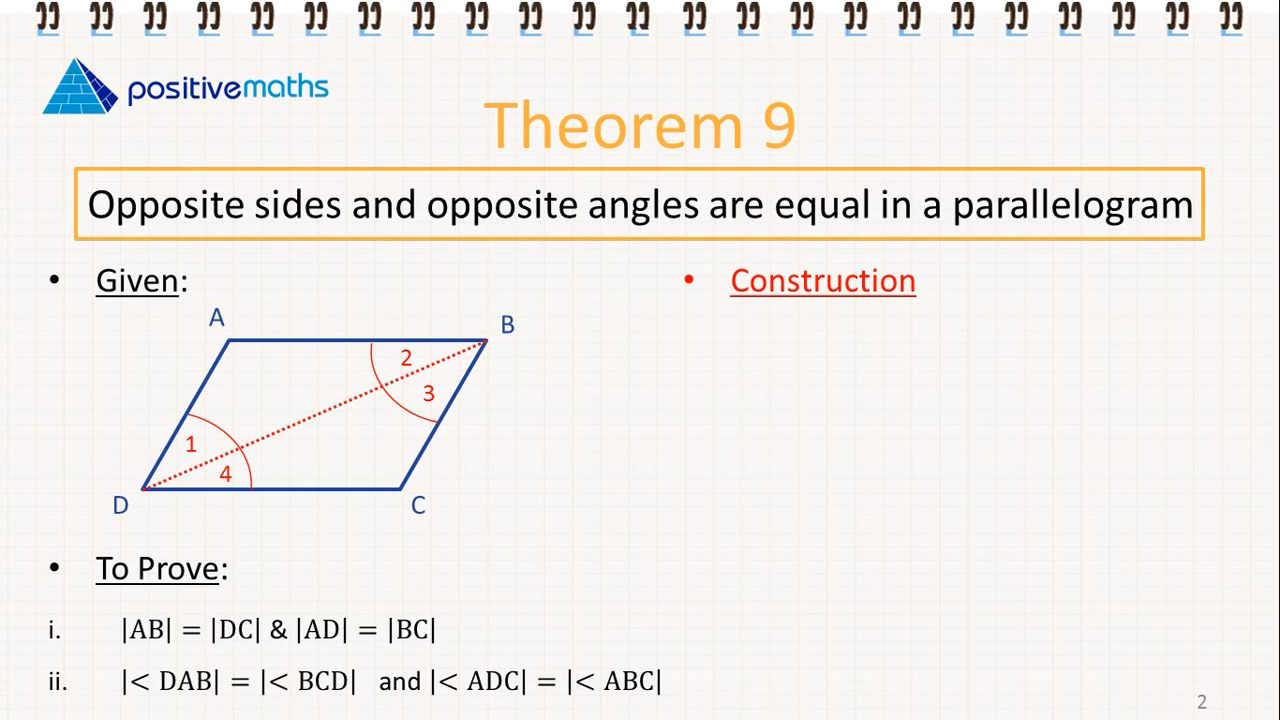 positivemaths
Theorem 9
Opposite sides and opposite angles are equal in a parallelogram
• Given:
• Construction
A
B
2
3
1
4
D
C
• To Prove:
i. |AB| = |DC| & |AD| = |BC|
ii. |< DAB| = |< BCD| and |< ADC| = |< ABC|
2